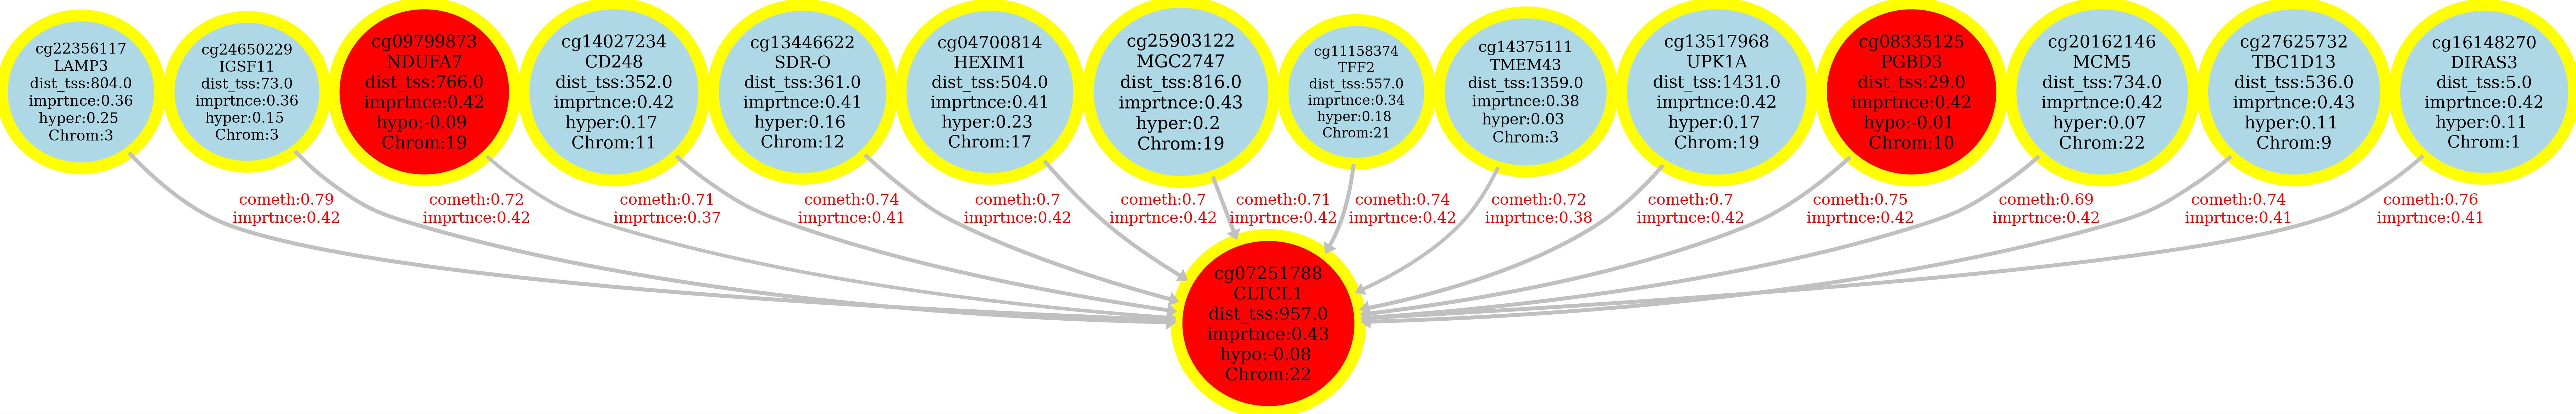 cg22356117
LAMP3
dist_tss:804.0
imprtnce:0.36
hyper:0.25
Chrom:3
cg24650229
IGSF11
dist_tss:73.0
imprtnce:0.36
hyper:0.15
Chrom:3
cg09799873
NDUFA7
dist_tss:766.0
imprtnce:0.42
hypo:-0.09
Chrom:19
cg14027234
CD248
dist_tss:352.0
imprtnce:0.42
hyper:0.17
Chrom:11
cg13446622
SDR-O
dist_tss:361.0
imprtnce:0.41
hyper:0.16
Chrom:12
cg04700814
HEXIM1
dist_tss:504.0
imprtnce:0.41
hyper:0.23
Chrom:17
cg25903122
MGC2747
dist_tss:816.0
imprtnce:0.43
hyper:0.2
Chrom:19
cg11158374
TFF2
dist_tss:557.0
imprtnce:0.34
hyper:0.18
Chrom:21
cg14375111
TMEM43
dist_tss:1359.0
imprtnce:0.38
hyper:0.03
Chrom:3
cg13517968
UPK1A
dist_tss:1431.0
imprtnce:0.42
hyper:0.17
Chrom:19
cg08335125
PGBD3
dist_tss:29.0
imprtnce:0.42
hypo:-0.01
Chrom:10
cg20162146
MCM5
dist_tss:734.0
imprtnce:0.42
hyper:0.07
Chrom:22
cg27625732
TBC1D13
dist_tss:536.0
imprtnce:0.43
hyper:0.11
Chrom:9
cg16148270
DIRAS3
dist_tss:5.0
imprtnce:0.42
hyper:0.11
Chrom:1
cometh:0.79
imprtnce:0.42
cometh:0.72
imprtnce:0.42
cometh:0.71
imprtnce:0.37
cometh:0.74
imprtnce:0.41
cometh:0.7
imprtnce:0.42
cometh:0.7
imprtnce:0.42
cometh:0.71
imprtnce:0.42
cometh:0.74
imprtnce:0.42
cometh:0.72
imprtnce:0.38
cometh:0.7
imprtnce:0.42
cometh:0.75
imprtnce:0.42
cometh:0.69
imprtnce:0.42
cometh:0.74
imprtnce:0.41
cometh:0.76
imprtnce:0.41
cg07251788
CLTCL1
dist_tss:957.0
imprtnce:0.43
hypo:-0.08
Chrom:22